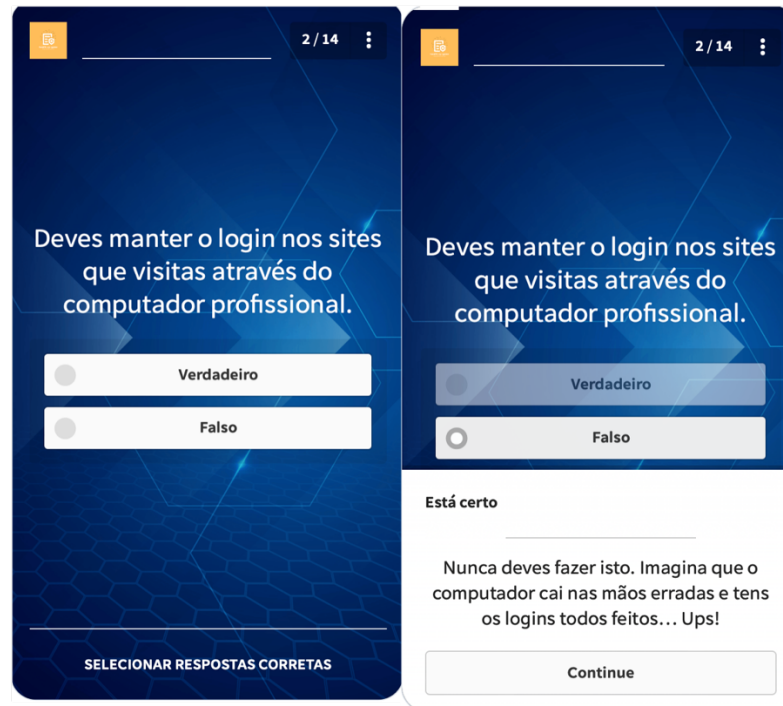 2 / 14
Deves manter o login nos sites
que visitas através do
computador profissional.
Verdadeiro
Falso
SELECIONAR RESPOSTAS CORRETAS
2 / 14
Deves manter o login nos sites
que visitas através do
computador profissional.
Verdadeiro
Falso
Está certo
Nunca deves fazer isto. Imagina que o
computador cai nas mãos erradas e tens
os logins todos feitos... Ups!
Continue